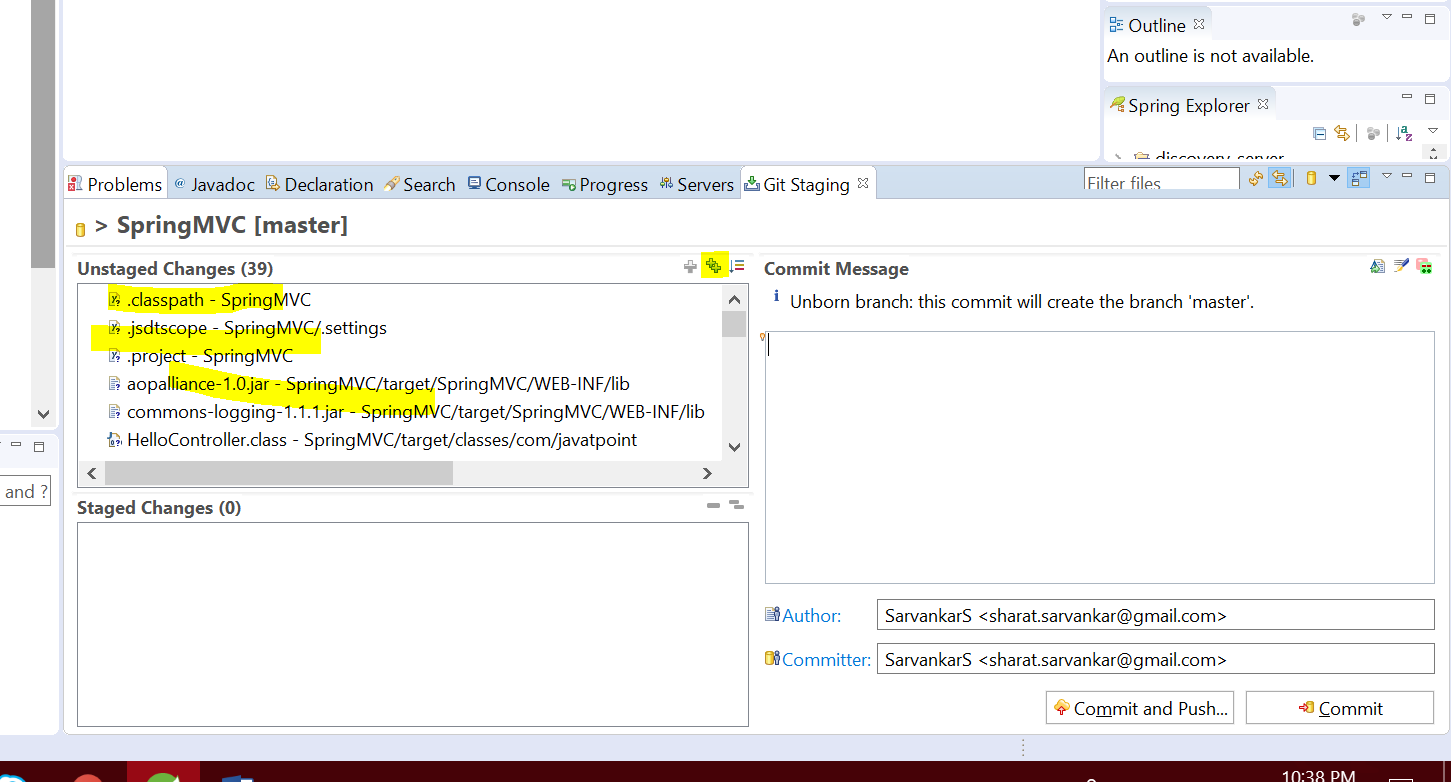 Outline
An outline is not available.
Spring Explorer
discovery-server
Problems @ Javadoc Declaration Search Console Progress Servers Git Staging
Filter files
> SpringMVC [master]
Unstaged Changes (39)
.classpath - SpringMVC
.jsdtscope - SpringMVC/.settings
.project - SpringMVC
aopalliance-1.0.jar - SpringMVC/target/SpringMVC/WEB-INF/lib
commons-logging-1.1.1.jar - SpringMVC/target/SpringMVC/WEB-INF/lib
HelloController.class - SpringMVC/target/classes/com/javatpoint
and ?
Staged Changes (0)
Commit Message
Unborn branch: this commit will create the branch 'master'.
Author: SarvankarS <sharat.sarvankar@gmail.com>
Committer: SarvankarS <sharat.sarvankar@gmail.com>
Commit and Push... Commit
10:38 PM